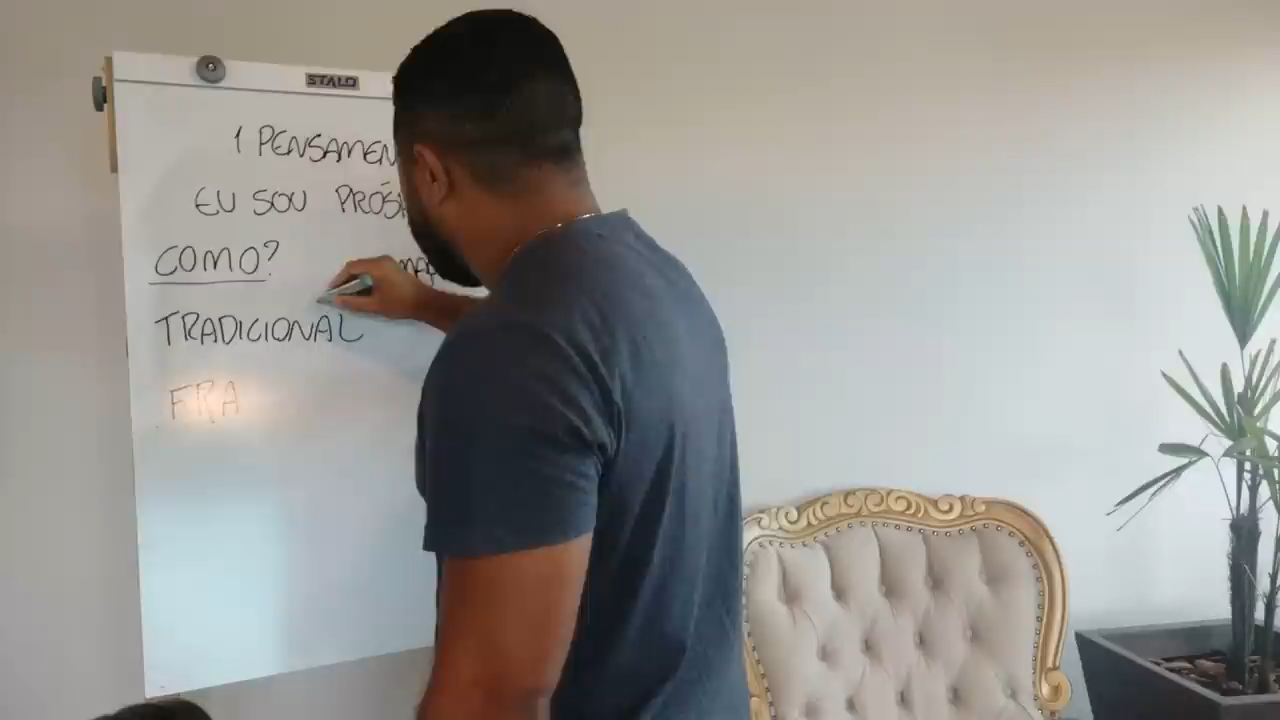 STALO
1 PENSAMEN
EU SOU PRÓS
COMO?
TRADICIONAL
FRA